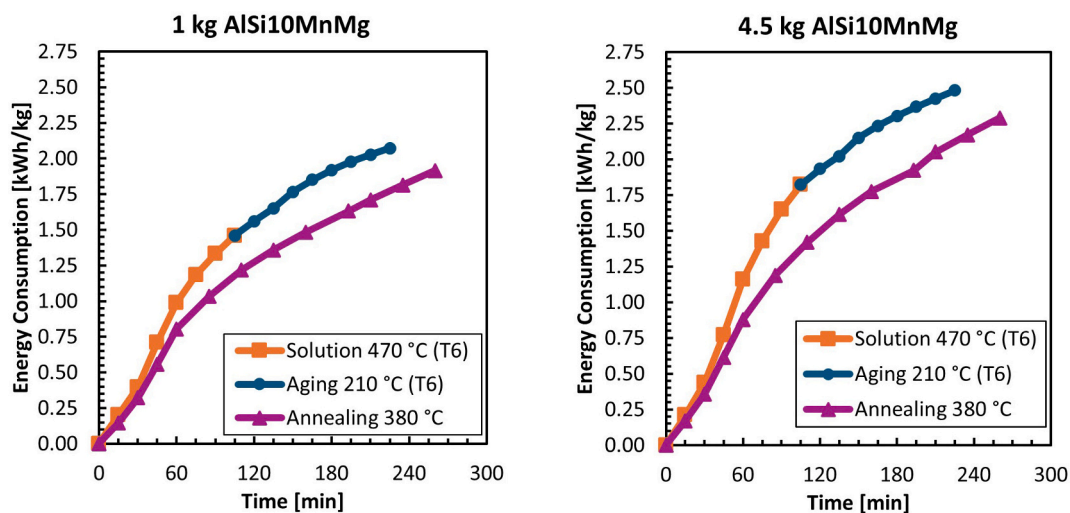 1 kg AlSi10MnMg
Energy Consumption [kWh/kg]
2.75
2.50
2.25
2.00
1.75
1.50
1.25
1.00
0.75
0.50
0.25
0.00
Solution 470 °C (T6)
Aging 210 °C (T6)
Annealing 380 °C
0 60 120 180 240 300
Time [min]
4.5 kg AlSi10MnMg
Energy Consumption [kWh/kg]
2.75
2.50
2.25
2.00
1.75
1.50
1.25
1.00
0.75
0.50
0.25
0.00
Solution 470 °C (T6)
Aging 210 °C (T6)
Annealing 380 °C
0 60 120 180 240 300
Time [min]